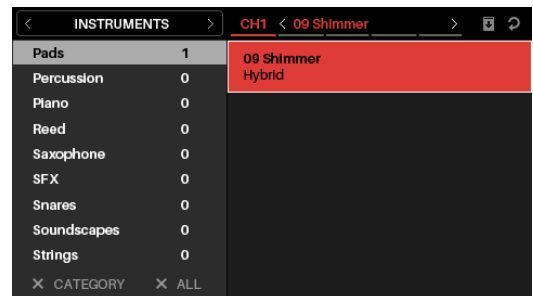 INSTRUMENTS
CH1 09 Shimmer
Pads 1
Percussion 0
Piano 0
Reed 0
Saxophone 0
SFX 0
Snares 0
Soundscapes 0
Strings 0
CATEGORY ALL
09 Shimmer
Hybrid